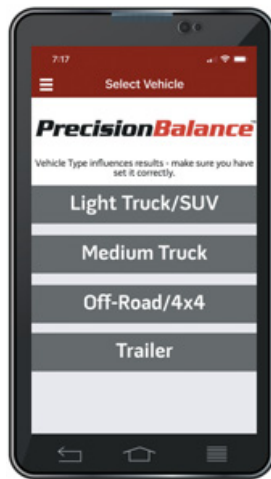 7:17
Select Vehicle
PrecisionBalance™
Vehicle Type influences results - make sure you have
set it correctly.
Light Truck/SUV
Medium Truck
Off-Road/4x4
Trailer